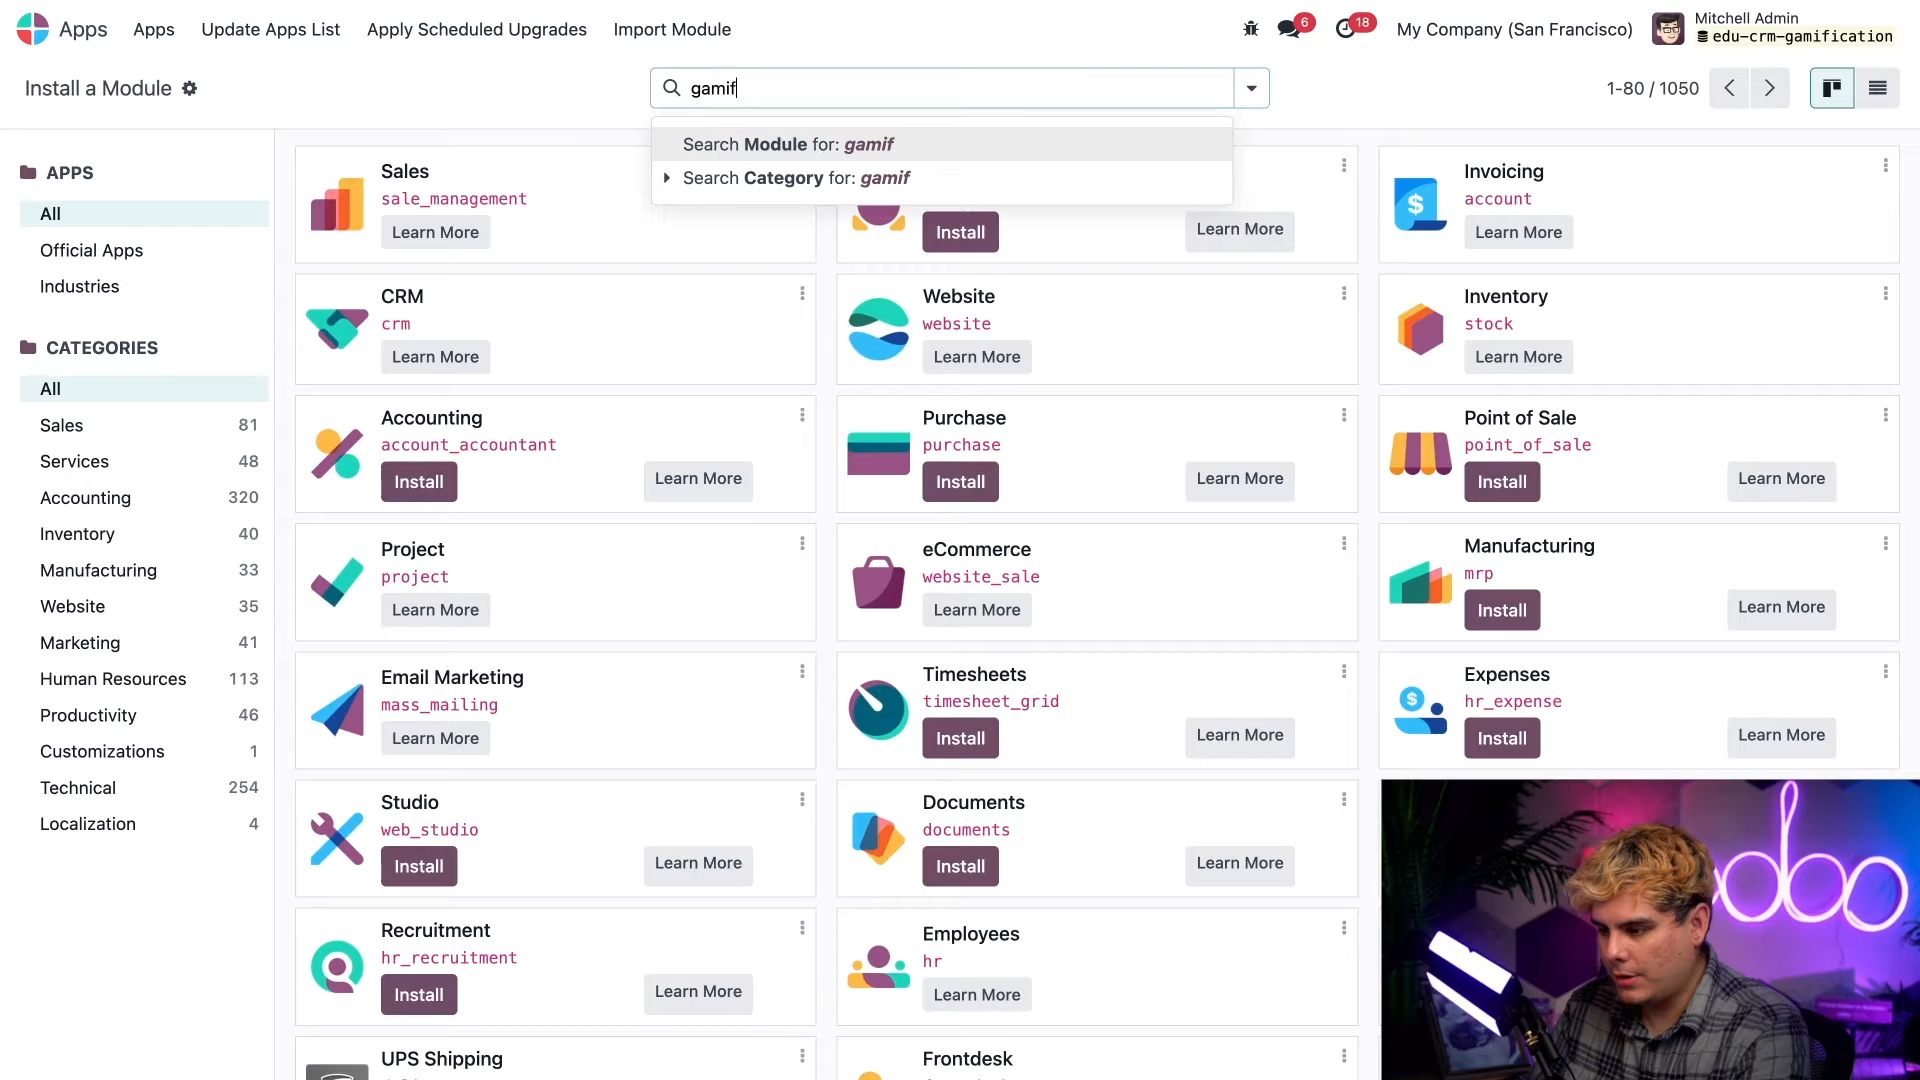 Apps
Apps
Update Apps List
Apply Scheduled Upgrades
Import Module
6
18
My Company (San Francisco)
Mitchell Admin
edu-crm-gamification
Install a Module
gamif
1-80 / 1050
Search Module for: gamif
Search Category for: gamif
APPS
All
Official Apps
Industries
CATEGORIES
All
Sales 81
Services 48
Accounting 320
Inventory 40
Manufacturing 33
Website 35
Marketing 41
Human Resources 113
Productivity 46
Customizations 1
Technical 254
Localization 4
Sales
sale_management
Learn More
Install
Learn More
Invoicing
account
Learn More
CRM
crm
Learn More
Website
website
Learn More
Inventory
stock
Learn More
Accounting
account_accountant
Install
Learn More
Purchase
purchase
Install
Learn More
Point of Sale
point_of_sale
Install
Learn More
Project
project
Learn More
eCommerce
website_sale
Learn More
Manufacturing
mrp
Install
Learn More
Email Marketing
mass_mailing
Learn More
Timesheets
timesheet_grid
Install
Learn More
Expenses
hr_expense
Install
Learn More
Studio
web_studio
Install
Learn More
Documents
documents
Install
Learn More
Recruitment
hr_recruitment
Install
Learn More
Employees
hr
Learn More
UPS Shipping
Frontdesk